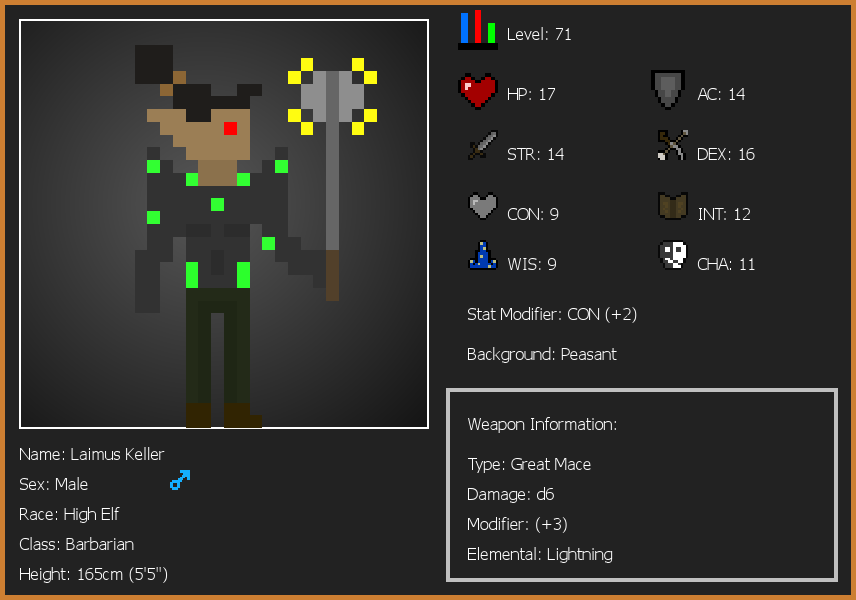 Level: 71
HP: 17
AC: 14
STR: 14
DEX: 16
CON: 9
INT: 12
WIS: 9
CHA: 11
Stat Modifier: CON (+2)
Background: Peasant
Weapon Information:
Type: Great Mace
Damage: d6
Modifier: (+3)
Elemental: Lightning
Name: Laimus Keller
Sex: Male
Race: High Elf
Class: Barbarian
Height: 165cm (5'5")